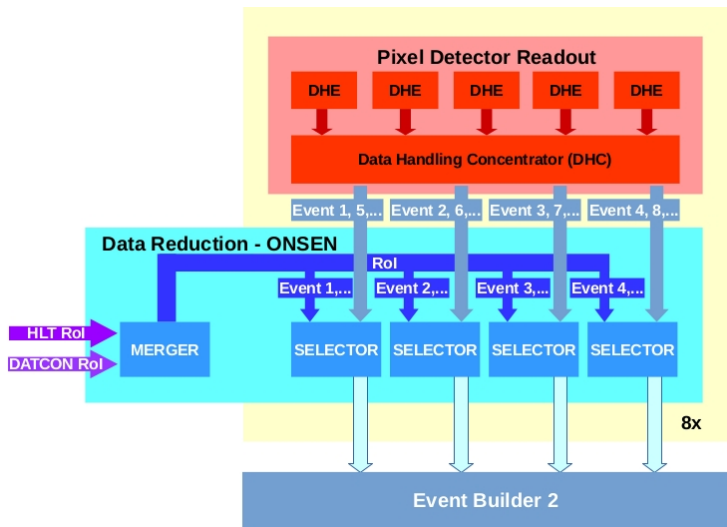 Pixel Detector Readout
DHE DHE DHE DHE DHE
Data Handling Concentrator (DHC)
Event 1, 5,... Event 2, 6,... Event 3, 7,... Event 4, 8,...
Data Reduction - ONSEN
RoI
Event 1,... Event 2,... Event 3,... Event 4,...
HLT RoI
DATCON RoI
MERGER
SELECTOR SELECTOR SELECTOR SELECTOR
8x
Event Builder 2